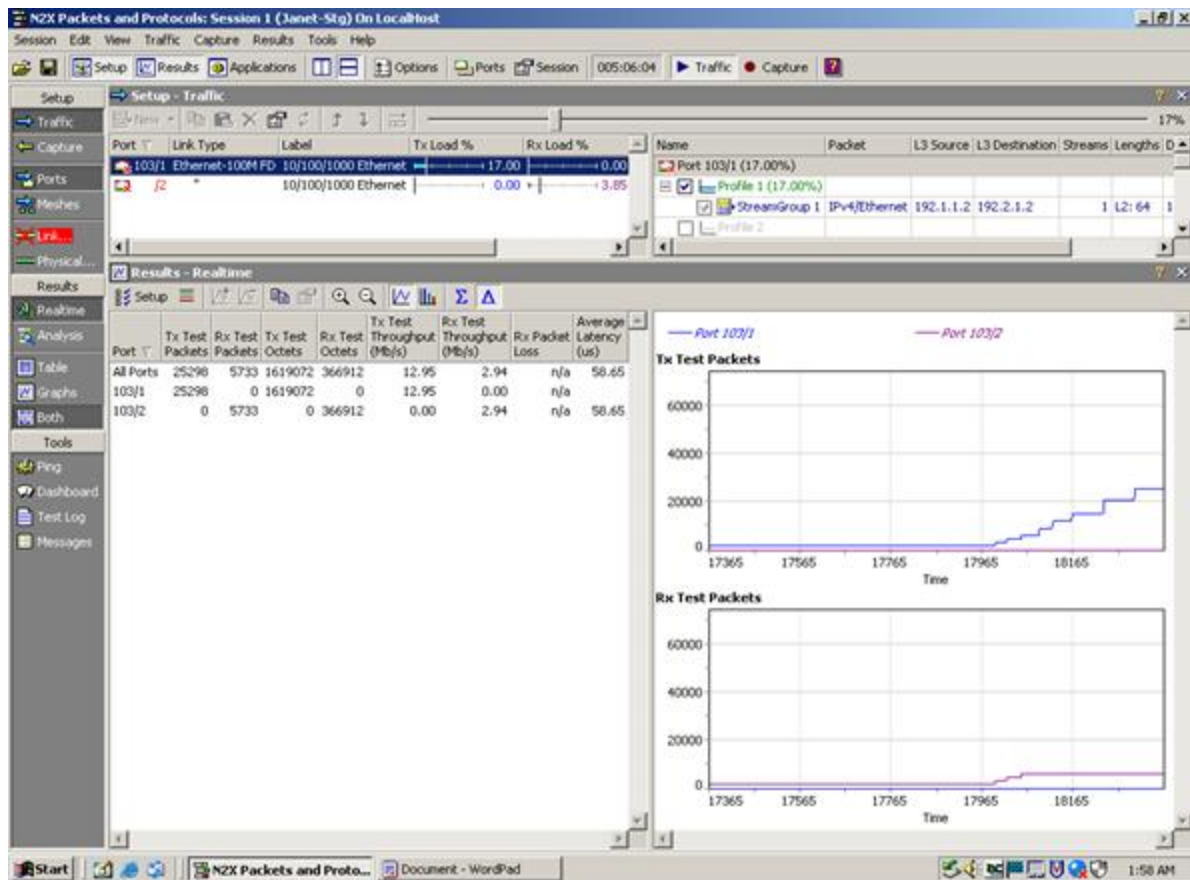 N2X Packets and Protocols: Session 1 (Janet-Stg) On LocalHost
Session Edit View Traffic Capture Results Tools Help
Setup Results Applications Options Ports Session 005:06:04 Traffic Capture
Setup
Traffic
Capture
Ports
Meshes
Link...
Physical...
Results
Realtime
Analysis
Table
Graphs
Both
Tools
Ping
Dashboard
Test Log
Messages
Setup - Traffic
New 17%
Port Link Type Label Tx Load % Rx Load %
103/1 Ethernet-100M FD 10/100/1000 Ethernet 17.00 0.00
/2 " 10/100/1000 Ethernet 0.00 3.85
Name Packet L3 Source L3 Destination Streams Lengths D
Port 103/1 (17.00%)
Profile 1 (17.00%)
StreamGroup 1 IPv4/Ethernet 192.1.1.2 192.2.1.2 1 L2: 64 1
Profile 2
Results - Realtime
Setup Σ Δ
Port Tx Test Packets Rx Test Packets Tx Test Octets Rx Test Octets Tx Test Throughput (Mb/s) Rx Test Throughput (Mb/s) Rx Packet Loss Average Latency (us)
All Ports 25298 5733 1619072 366912 12.95 2.94 n/a 58.65
103/1 25298 0 1619072 0 12.95 0.00 n/a
103/2 0 5733 0 366912 0.00 2.94 n/a 58.65
Port 103/1 Port 103/2
Tx Test Packets
60000
40000
20000
0
17365 17565 17765 17965 18165
Time
Rx Test Packets
60000
40000
20000
0
17365 17565 17765 17965 18165
Time
Start N2X Packets and Proto... Document - WordPad 1:58 AM